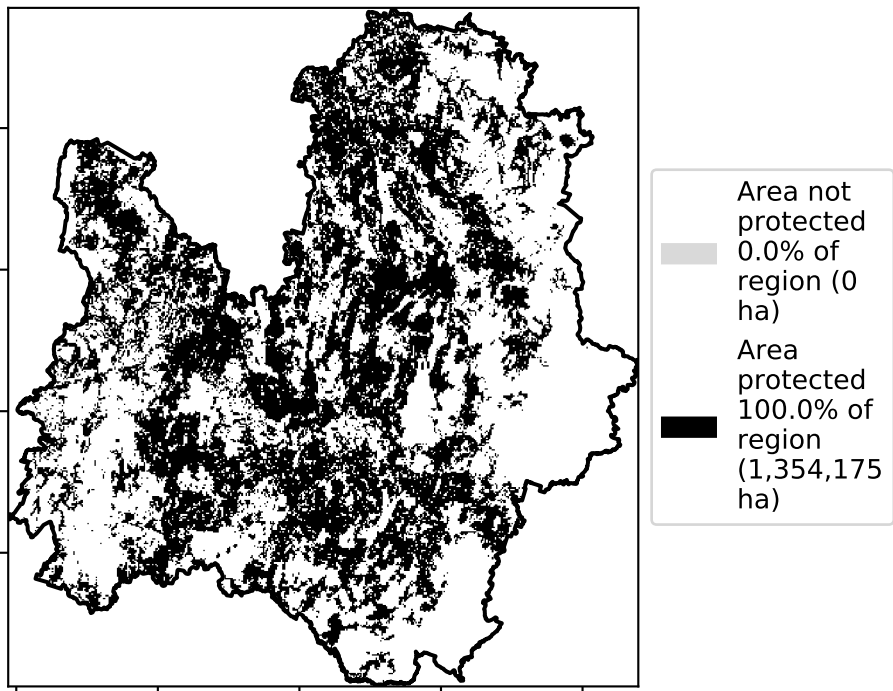 Area not
protected
0.0% of
region (0
ha)
Area
protected
100.0% of
region
(1,354,175
ha)